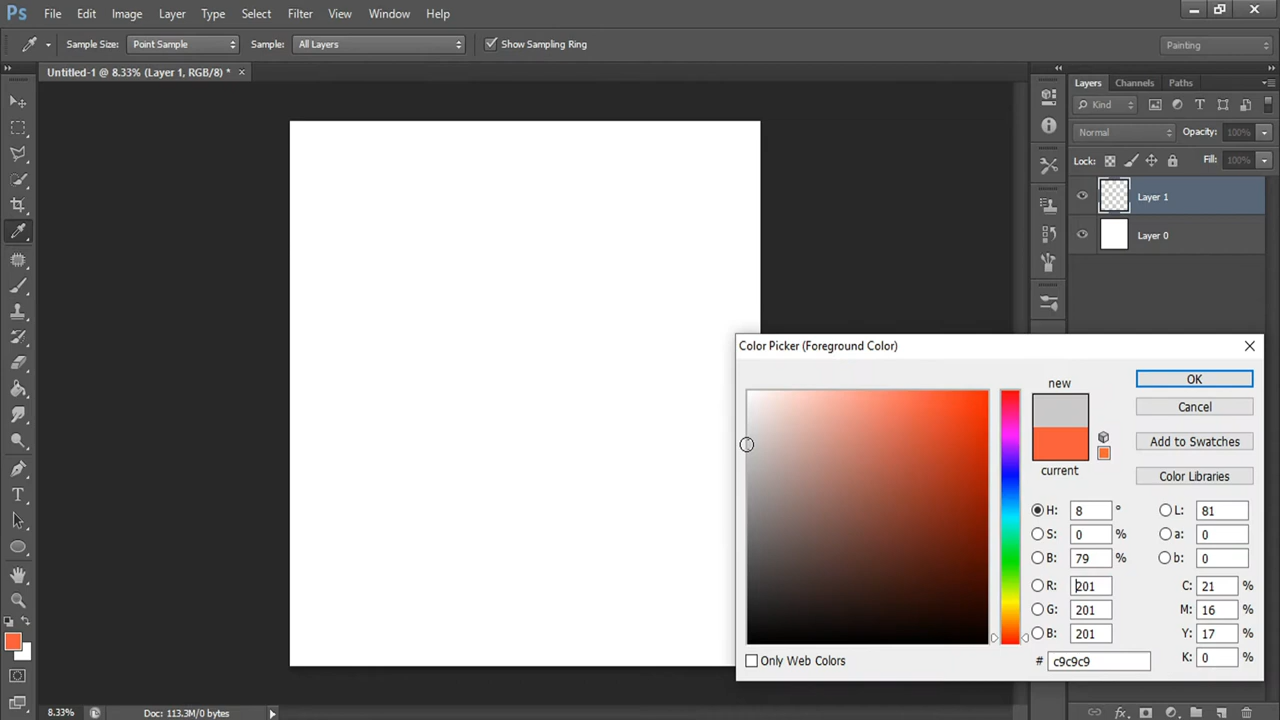 Ps File Edit Image Layer Type Select Filter View Window Help
Sample Size: Point Sample Sample: All Layers Show Sampling Ring Painting
Untitled-1 @ 8.33% (Layer 1, RGB/8) * ×
Layers Channels Paths
Kind
Normal Opacity: 100%
Lock: Fill: 100%
Layer 1
Layer 0
Color Picker (Foreground Color)
new
OK
Cancel
Add to Swatches
current
Color Libraries
H: 8 ° L: 81
S: 0 % a: 0
B: 79 % b: 0
R: 201 C: 21 %
G: 201 M: 16 %
B: 201 Y: 17 %
Only Web Colors # c9c9c9 K: 0 %
8.33% Doc: 113.3M/0 bytes